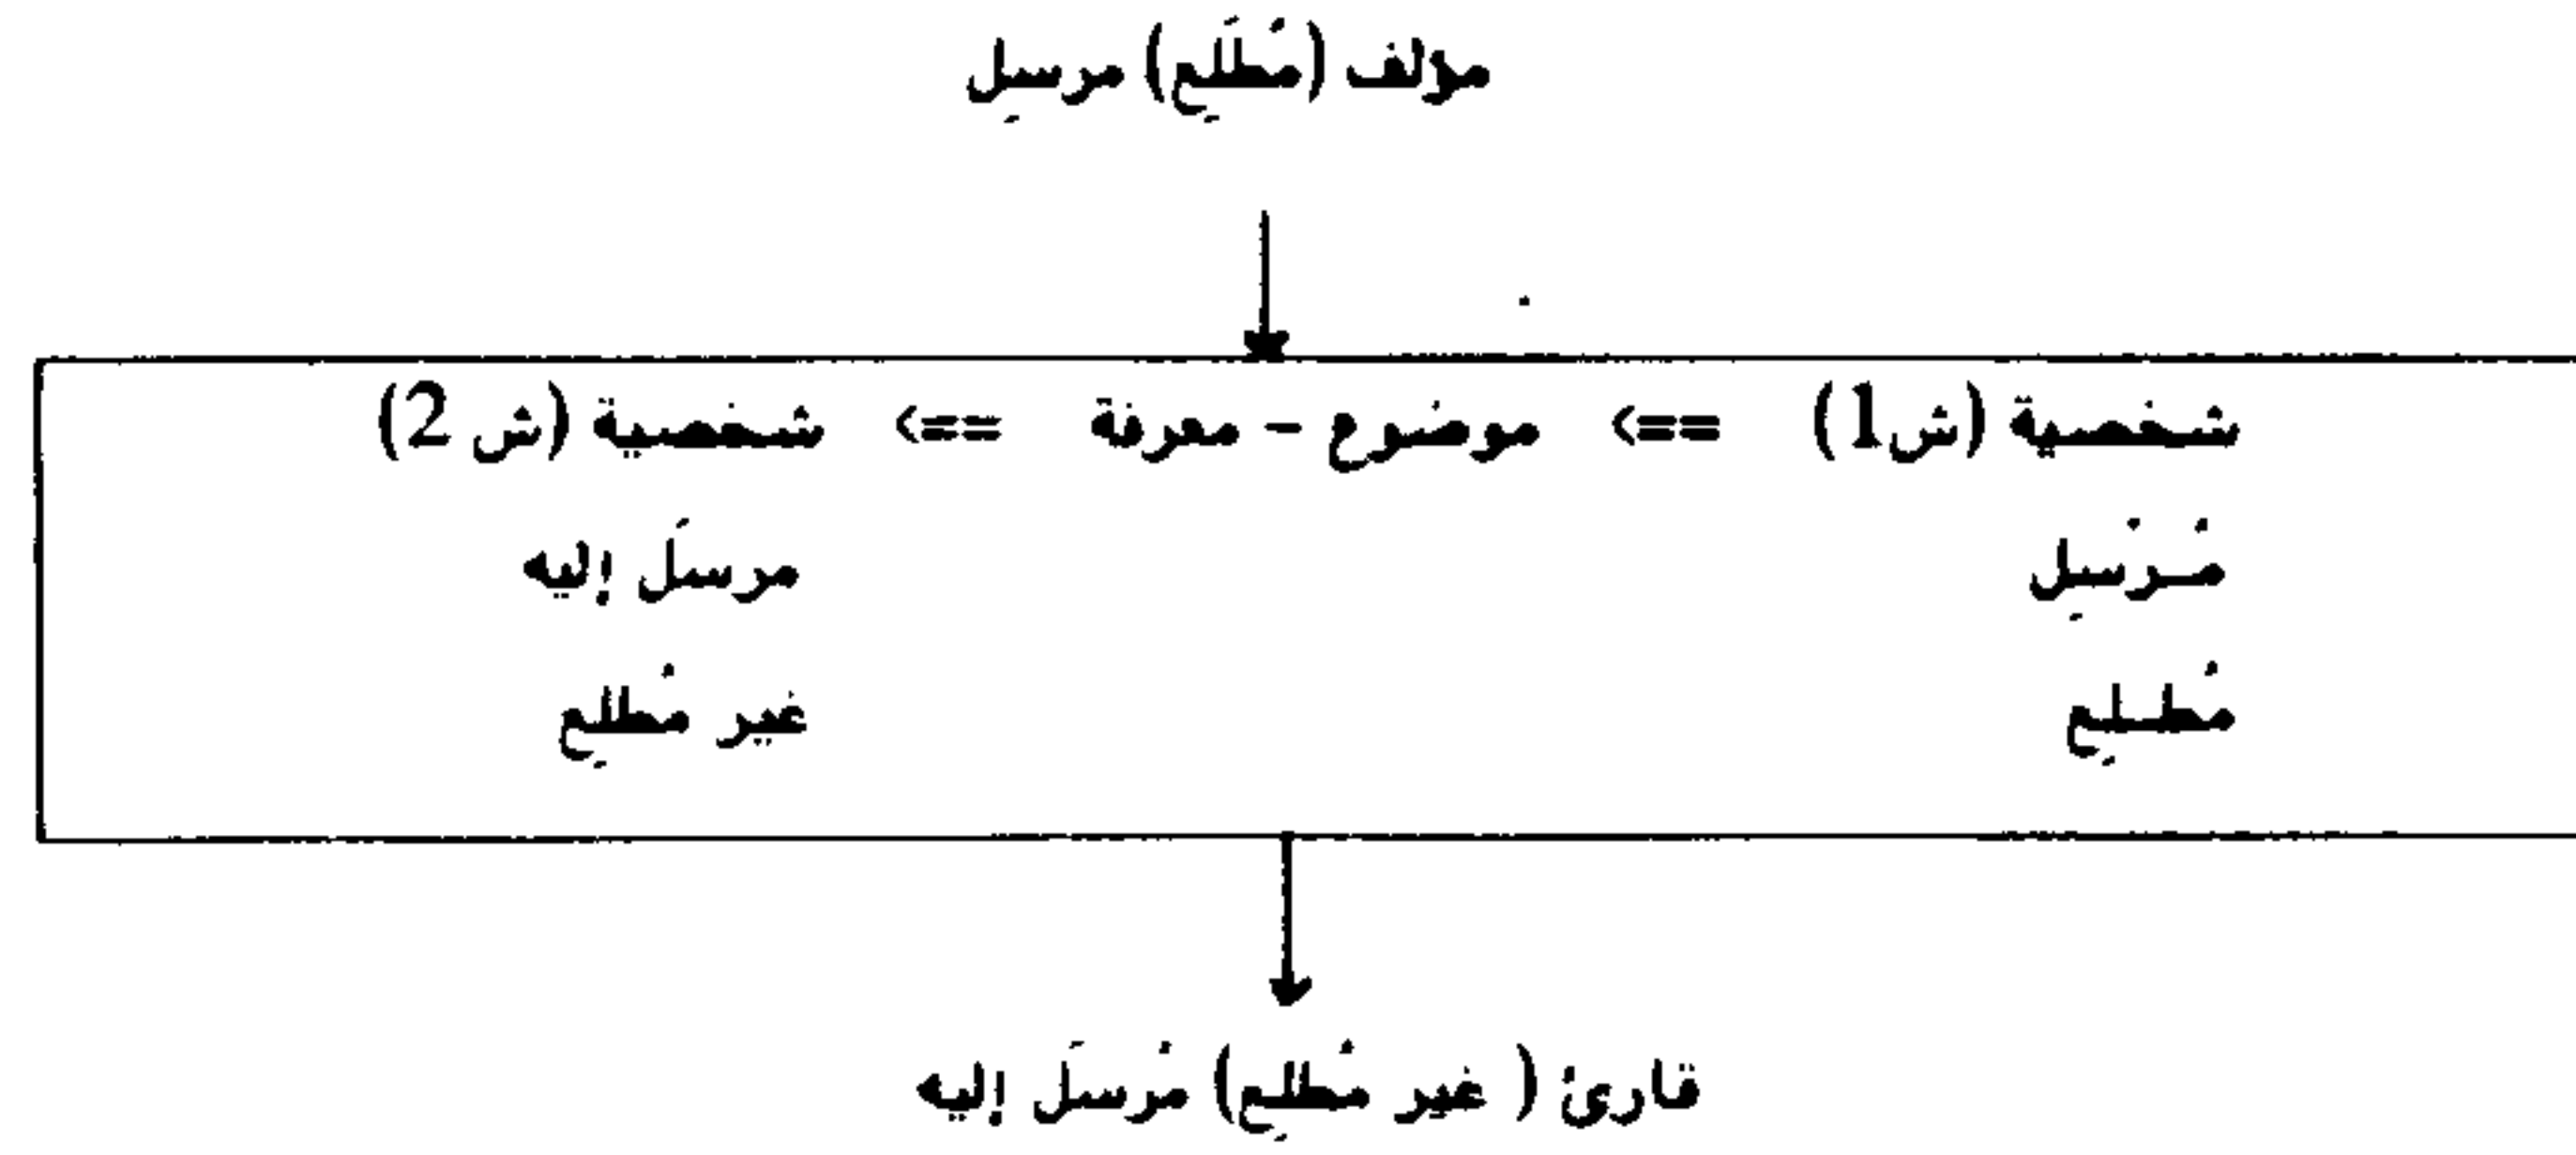 مؤلف (مُطلَّعِ) مرسِل
شخصية (ش1) ==> موضوع - معرفة ==> شخصية (ش 2)
مُرْسِل مرسَل إليه
مُطلِع غير مُطلِع
قارئ ( غير مُطلِع) مُرسَل إليه